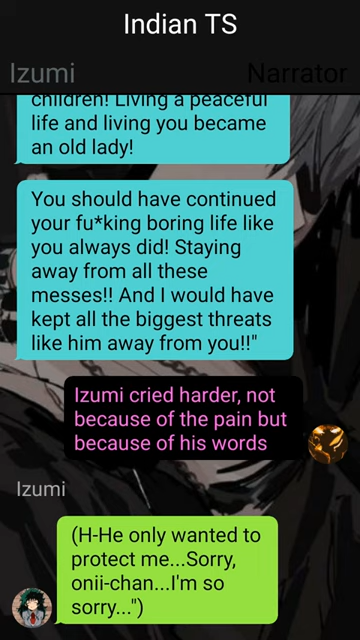 Indian TS
Izumi
Narrator
children! Living a peaceful
life and living you became
an old lady!
You should have continued
your fu*king boring life like
you always did! Staying
away from all these
messes!! And I would have
kept all the biggest threats
like him away from you!!"
Izumi cried harder, not
because of the pain but
because of his words
Izumi
(H-He only wanted to
protect me...Sorry,
onii-chan...I'm so
sorry...")